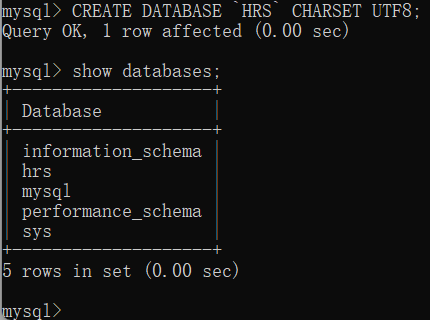 mysql> CREATE DATABASE `HRS` CHARSET UTF8;
Query OK, 1 row affected (0.00 sec)
mysql> show databases;
+--------------------+
| Database           |
+--------------------+
| information_schema |
| hrs                |
| mysql              |
| performance_schema |
| sys                |
+--------------------+
5 rows in set (0.00 sec)
mysql>